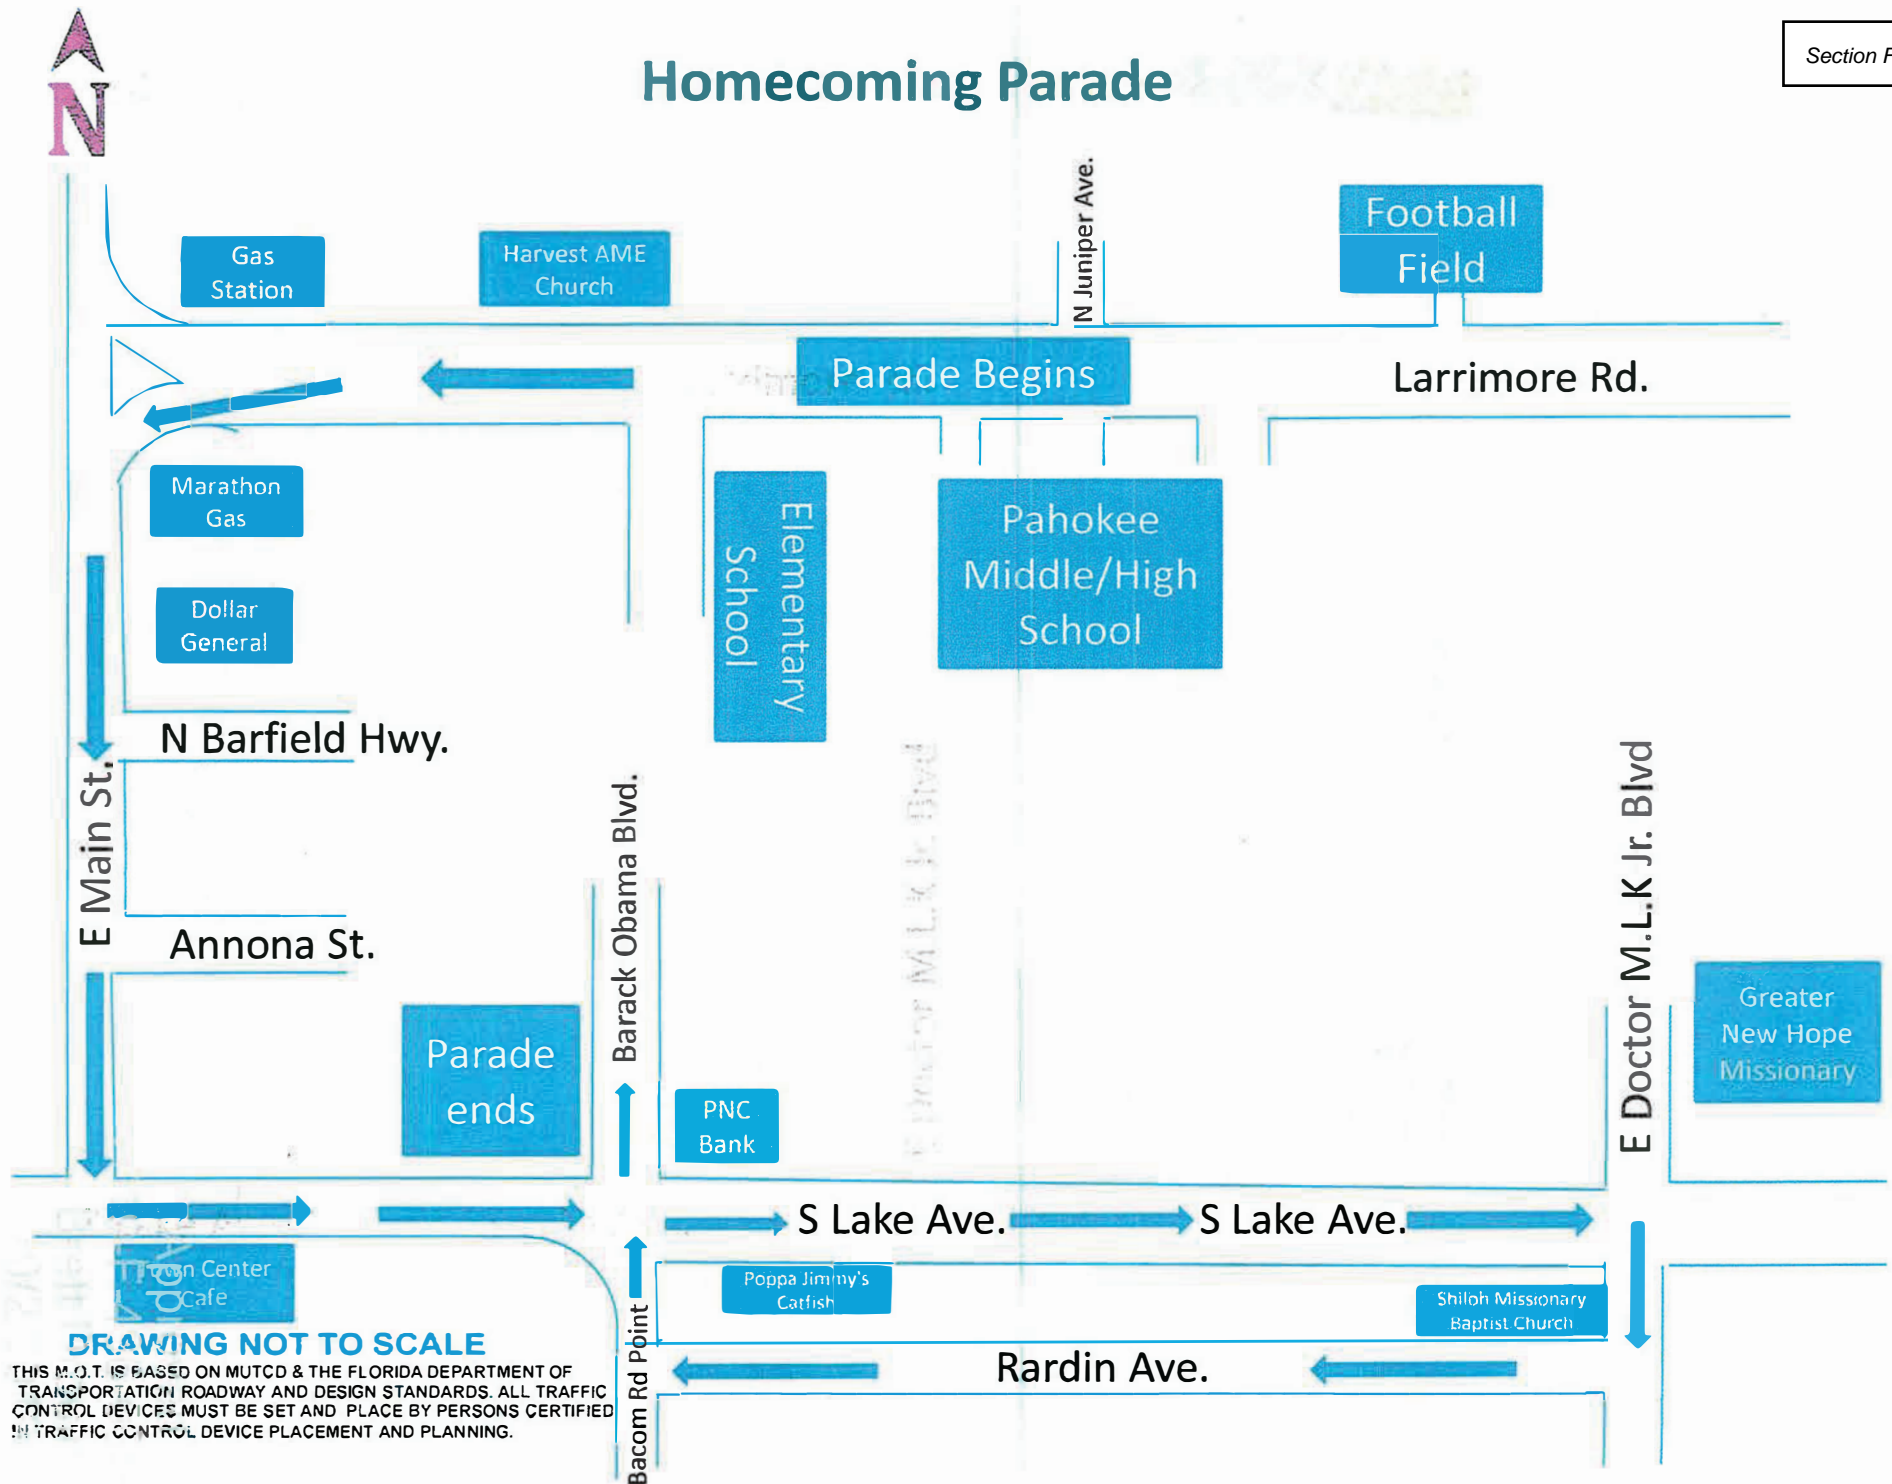 N
Homecoming Parade
Section F
N Juniper Ave.
Football
Field
Gas
Station
Harvest AME
Church
Parade Begins
Larrimore Rd.
Marathon
Gas
Elementary
School
Pahokee
Middle/High
School
Dollar
General
N Barfield Hwy.
E Main St.
Barack Obama Blvd.
E Doctor M.L.K Jr. Blvd
E Doctor M.L.K Jr. Blvd
Annona St.
Parade
ends
PNC
Bank
Greater
New Hope
Missionary
S Lake Ave.
S Lake Ave.
Town Center
Cafe
Poppa Jimmy's
Catfish
Shiloh Missionary
Baptist Church
Bacom Rd Point
Rardin Ave.
DRAWING NOT TO SCALE
THIS M.O.T. IS BASED ON MUTCD & THE FLORIDA DEPARTMENT OF
TRANSPORTATION ROADWAY AND DESIGN STANDARDS. ALL TRAFFIC
CONTROL DEVICES MUST BE SET AND PLACE BY PERSONS CERTIFIED
IN TRAFFIC CONTROL DEVICE PLACEMENT AND PLANNING.